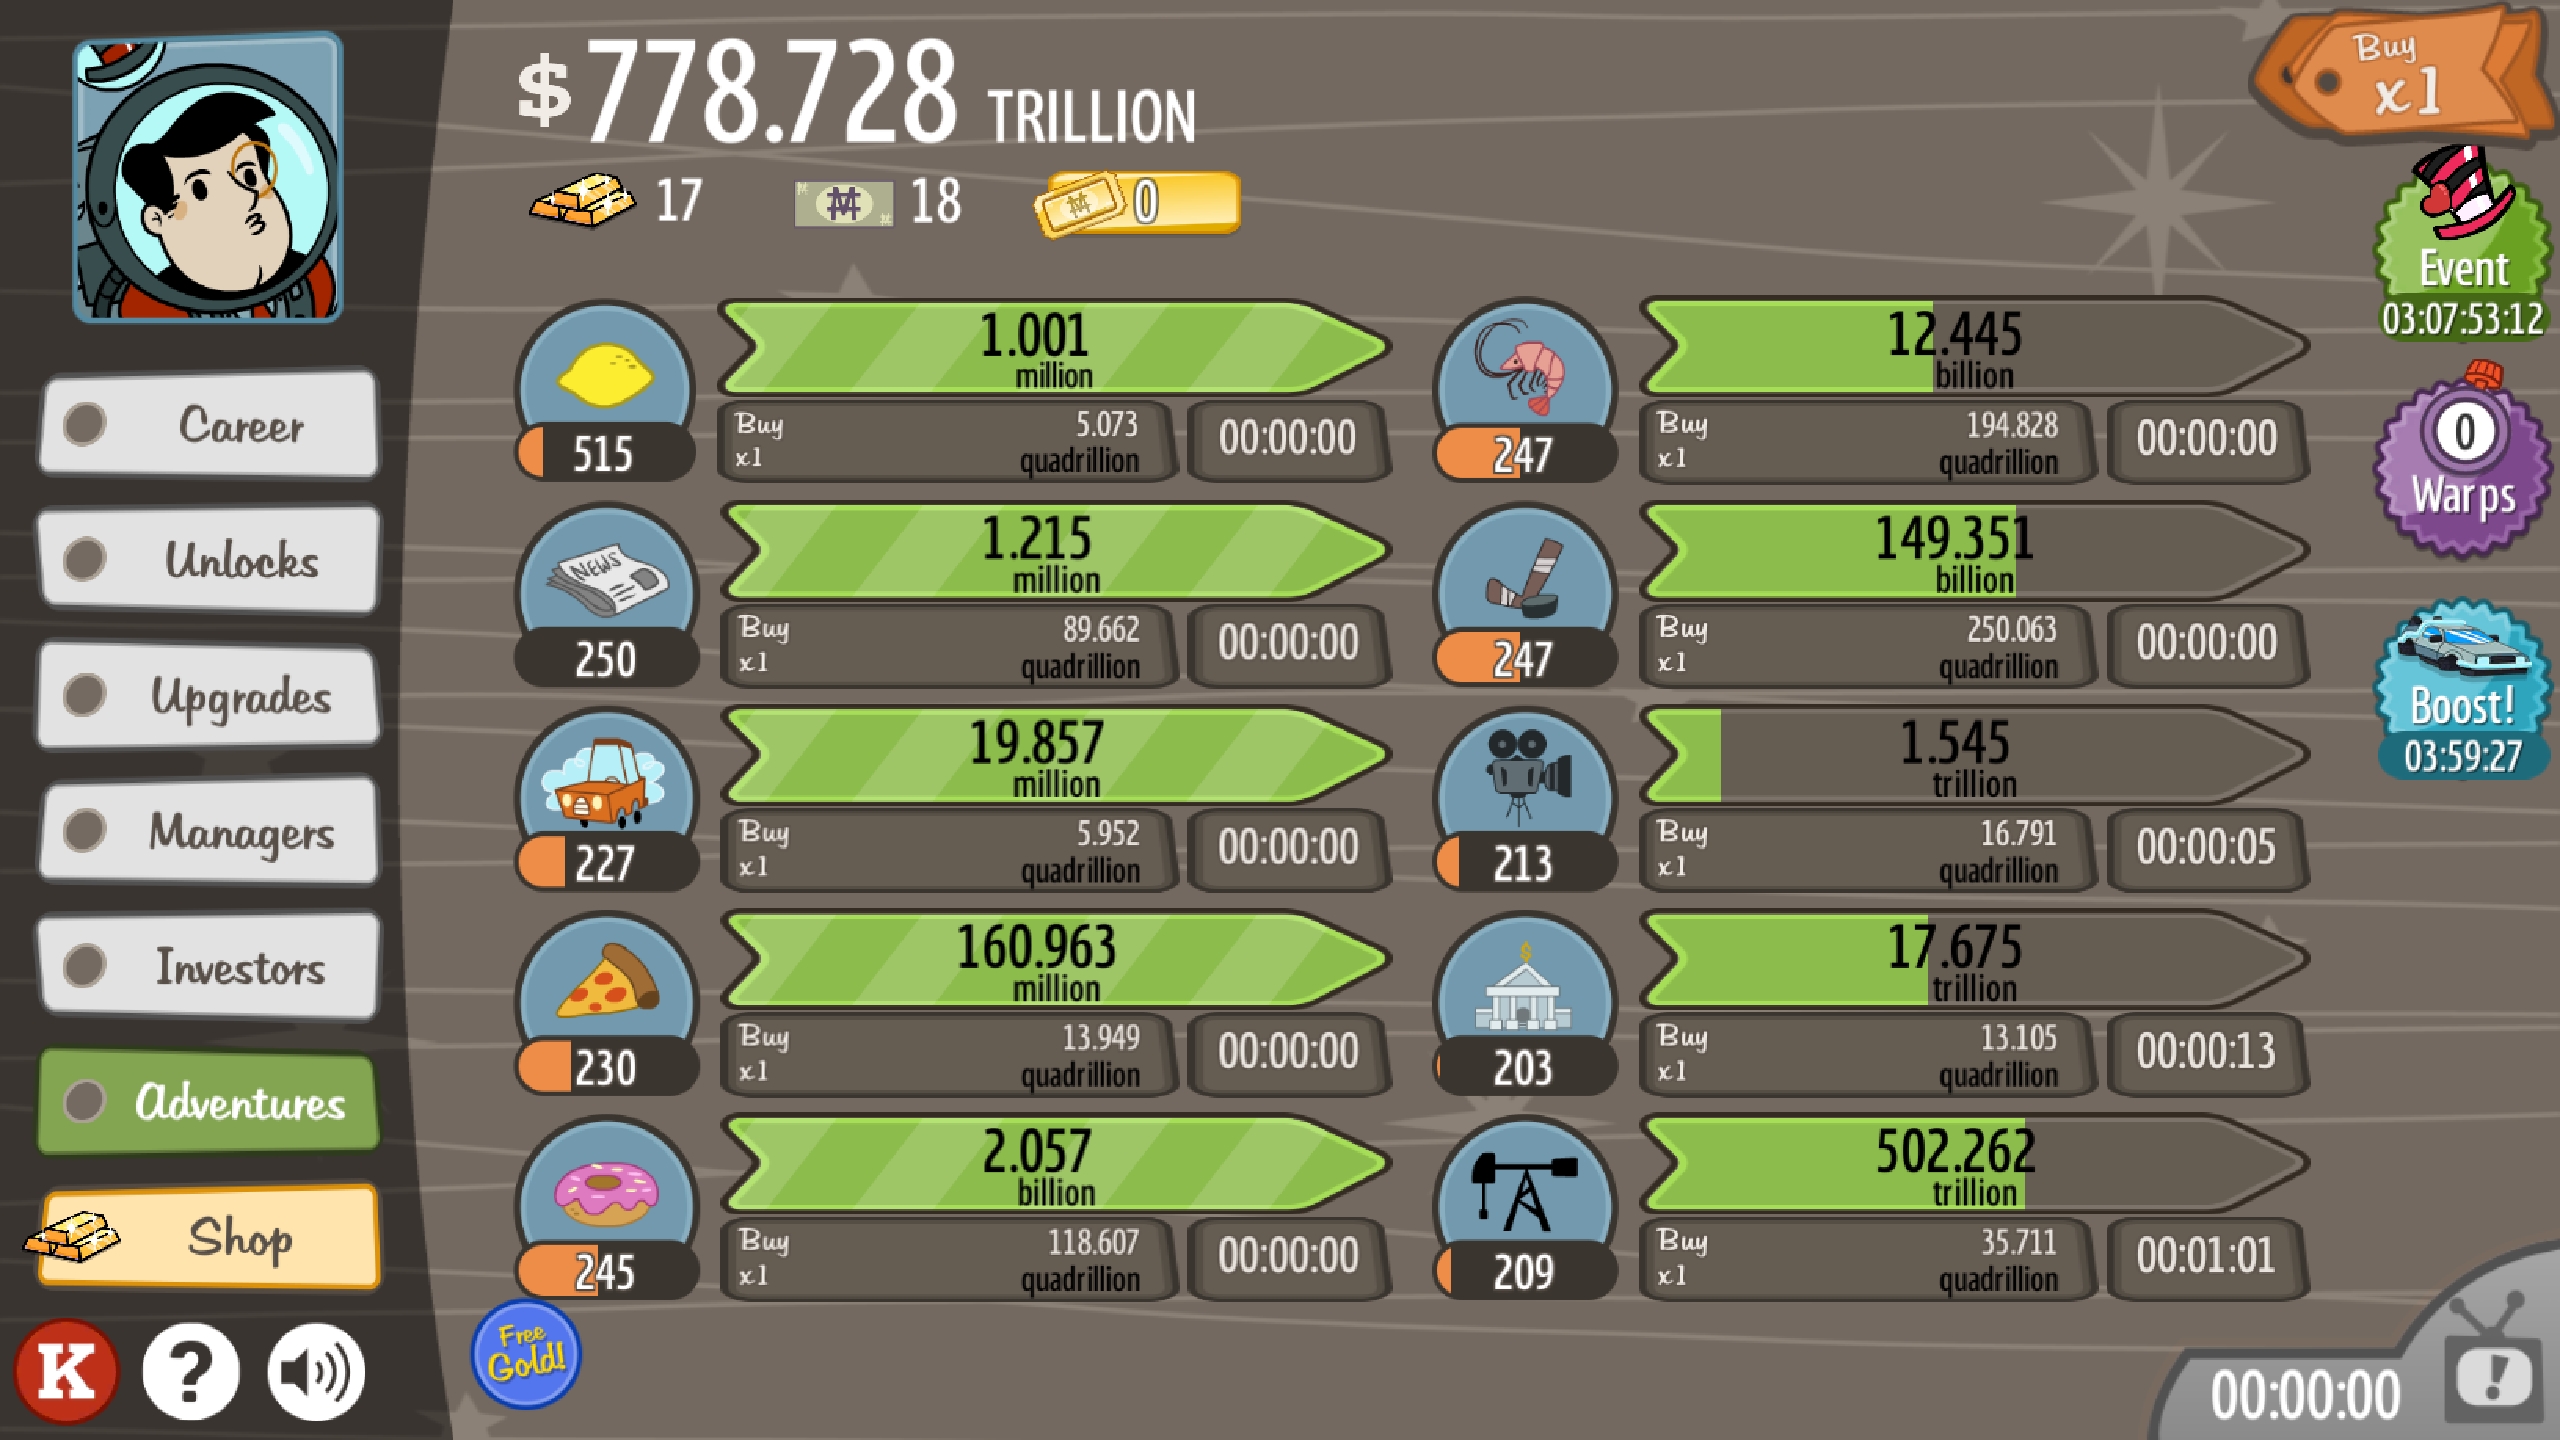 $778.728 TRILLION
17
18
0
Buy
x1
Event
03:07:53:12
0
Warps
Boost!
03:59:27
Career
Unlocks
Upgrades
Managers
Investors
Adventures
Shop
K
?
515
1.001
million
Buy
x1
5.073
quadrillion
00:00:00
NEWS
250
1.215
million
Buy
x1
89.662
quadrillion
00:00:00
227
19.857
million
Buy
x1
5.952
quadrillion
00:00:00
230
160.963
million
Buy
x1
13.949
quadrillion
00:00:00
245
2.057
billion
Buy
x1
118.607
quadrillion
00:00:00
247
12.445
billion
Buy
x1
194.828
quadrillion
00:00:00
247
149.351
billion
Buy
x1
250.063
quadrillion
00:00:00
213
1.545
trillion
Buy
x1
16.791
quadrillion
00:00:05
$
203
17.675
trillion
Buy
x1
13.105
quadrillion
00:00:13
209
502.262
trillion
Buy
x1
35.711
quadrillion
00:01:01
Free
Gold!
00:00:00
!